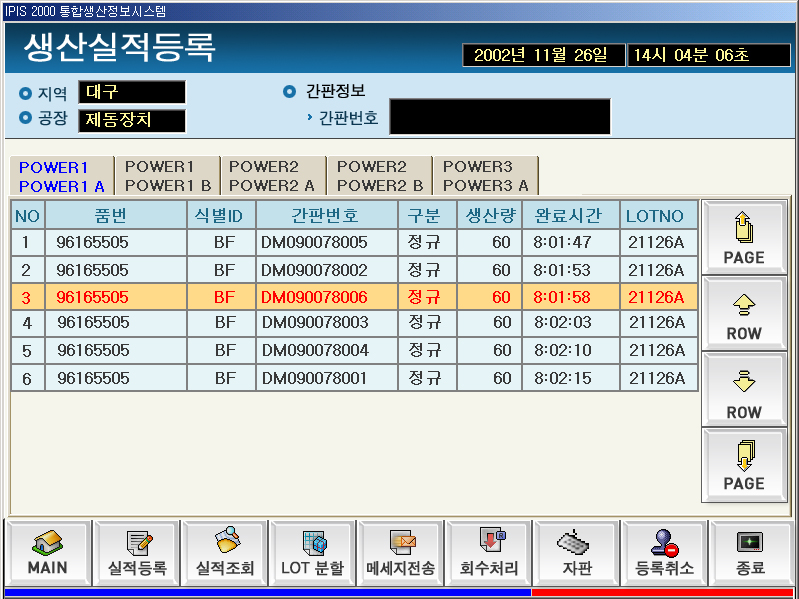 IPIS 2000 통합생산정보시스템
생산실적등록
2002년 11월 26일 14시 04분 06초
지역 대구 간판정보
공장 제동장치 간판번호
POWER1 POWER1 POWER2 POWER2 POWER3
POWER1 A POWER1 B POWER2 A POWER2 B POWER3 A
NO 품번 식별ID 간판번호 구분 생산량 완료시간 LOTNO
1 96165505 BF DM090078005 정규 60 8:01:47 21126A
2 96165505 BF DM090078002 정규 60 8:01:53 21126A
3 96165505 BF DM090078006 정규 60 8:01:58 21126A
4 96165505 BF DM090078003 정규 60 8:02:03 21126A
5 96165505 BF DM090078004 정규 60 8:02:10 21126A
6 96165505 BF DM090078001 정규 60 8:02:15 21126A
PAGE
ROW
ROW
PAGE
MAIN 실적등록 실적조회 LOT 분할 메세지전송 회수처리 자판 등록취소 종료